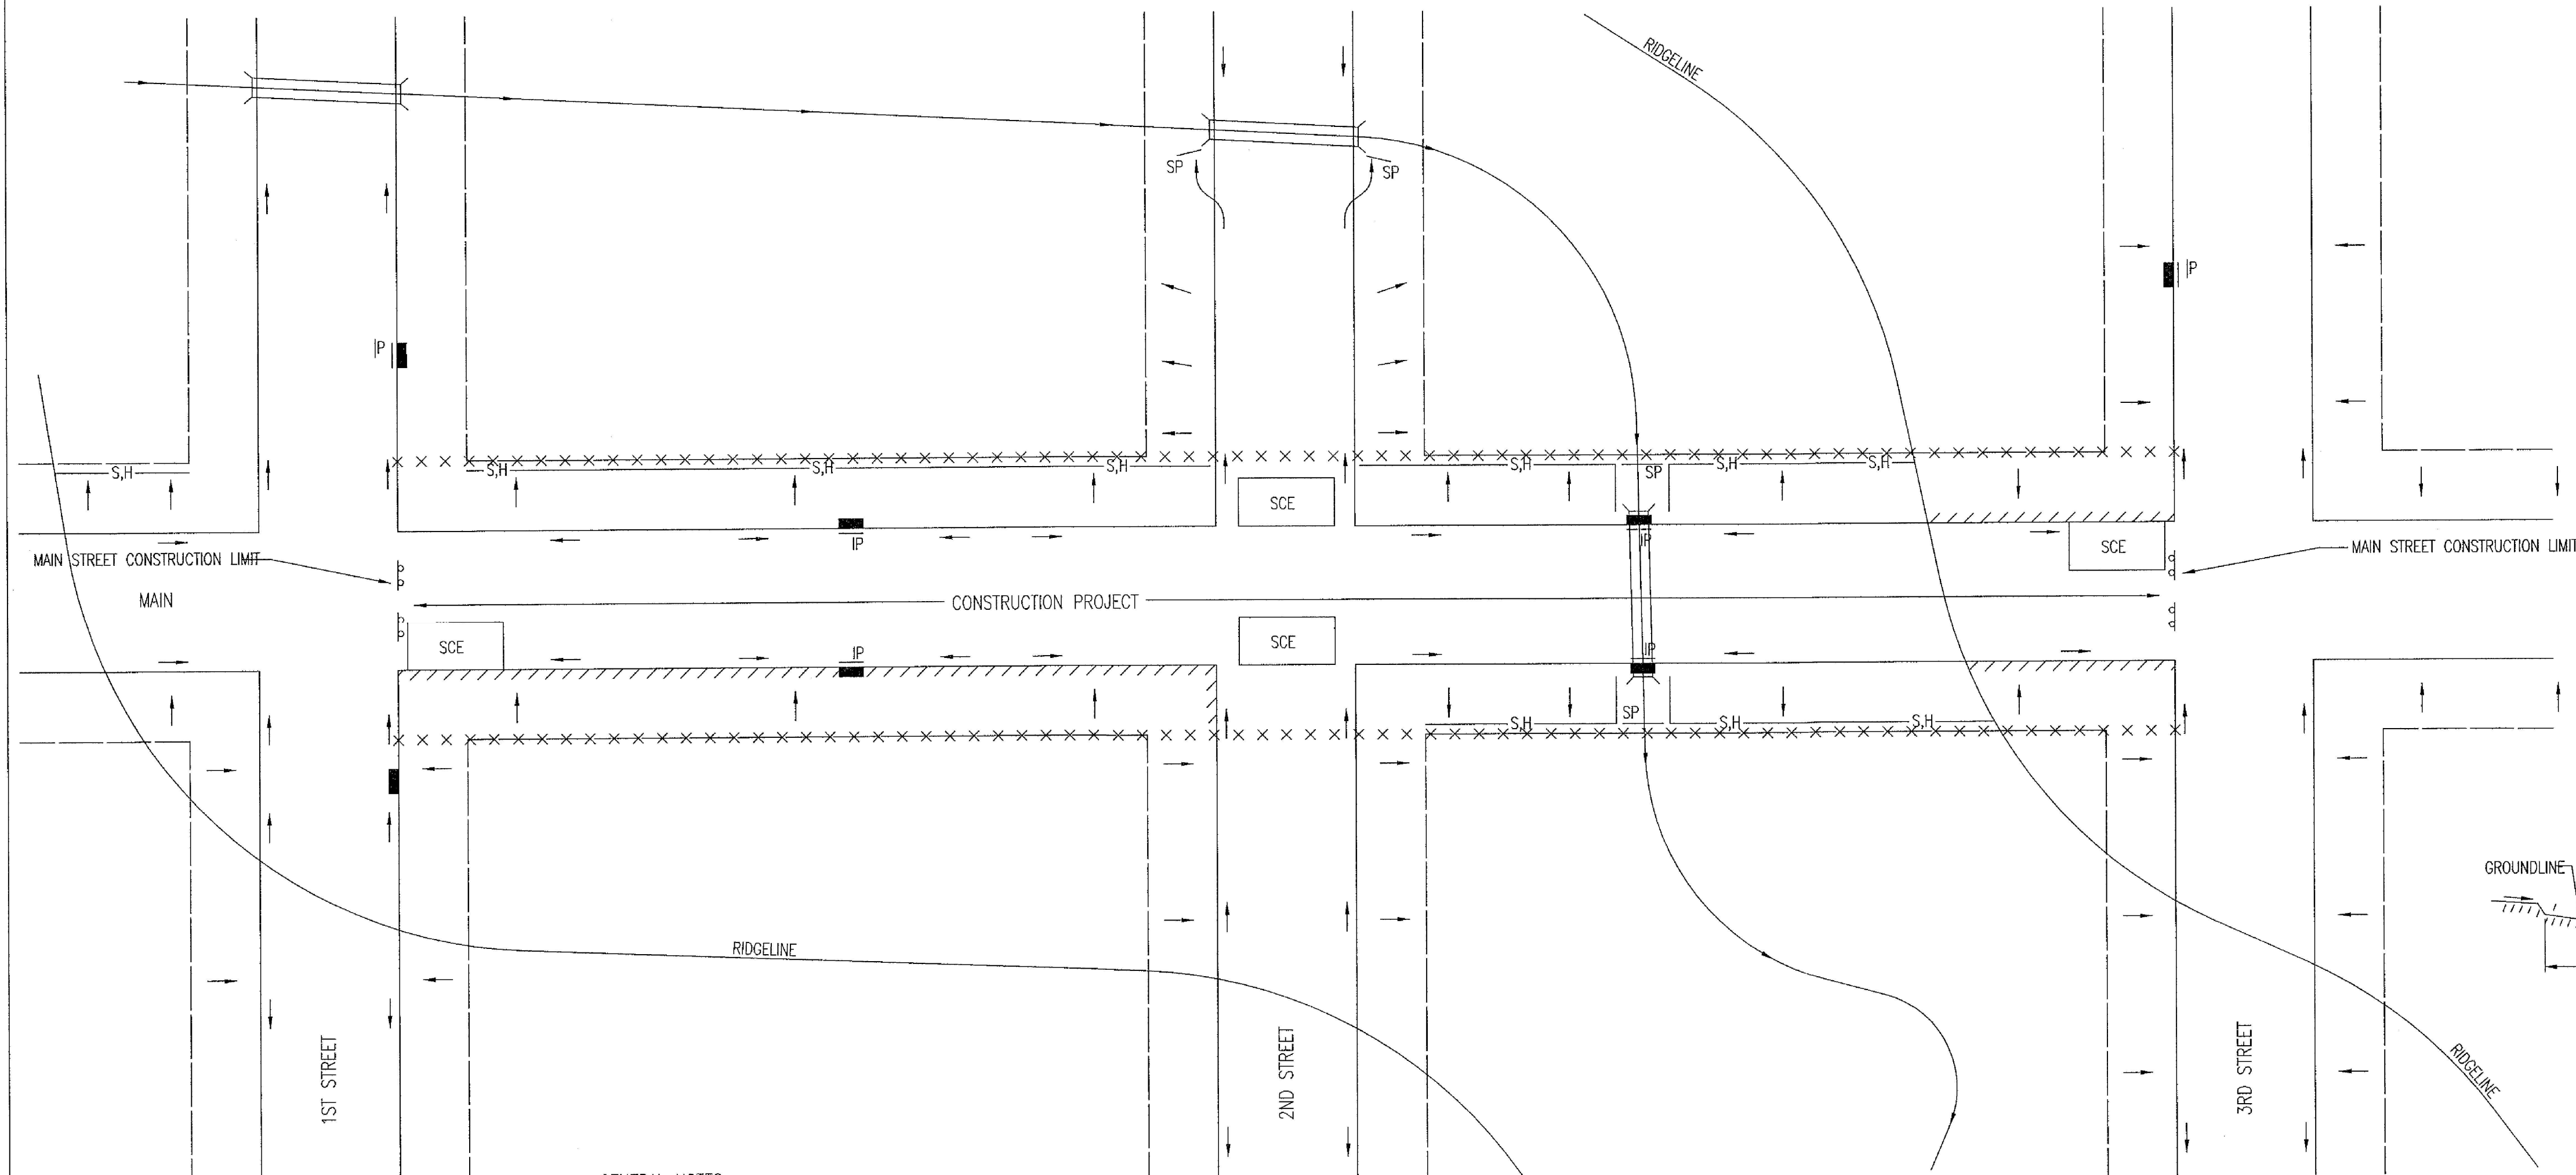 RIDGELINE
SP
SP
IP
IP
S,H
S,H
S,H
S,H
S,H
SP
S,H
S,H
SCE
MAIN STREET CONSTRUCTION LIMIT
IP
IP
SCE
MAIN STREET CONSTRUCTION LIMIT
MAIN
CONSTRUCTION PROJECT
SCE
IP
SCE
IP
S,H
SP
S,H
S,H
GROUNDLINE
RIDGELINE
1ST STREET
2ND STREET
3RD STREET
RIDGELINE